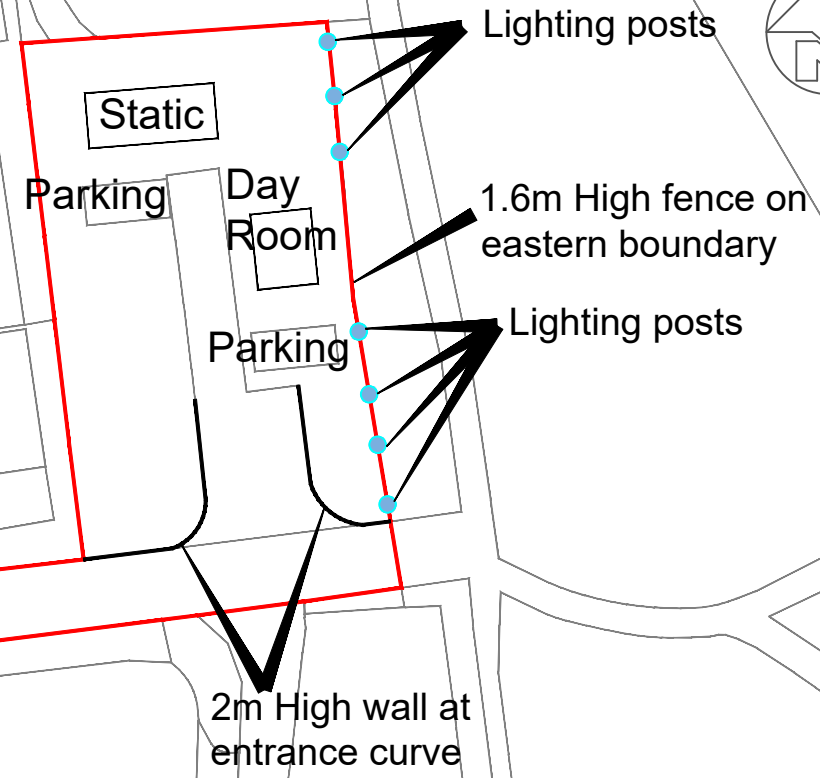 Lighting posts
Static
Parking
Day
Room
1.6m High fence on
eastern boundary
Lighting posts
Parking
2m High wall at
entrance curve